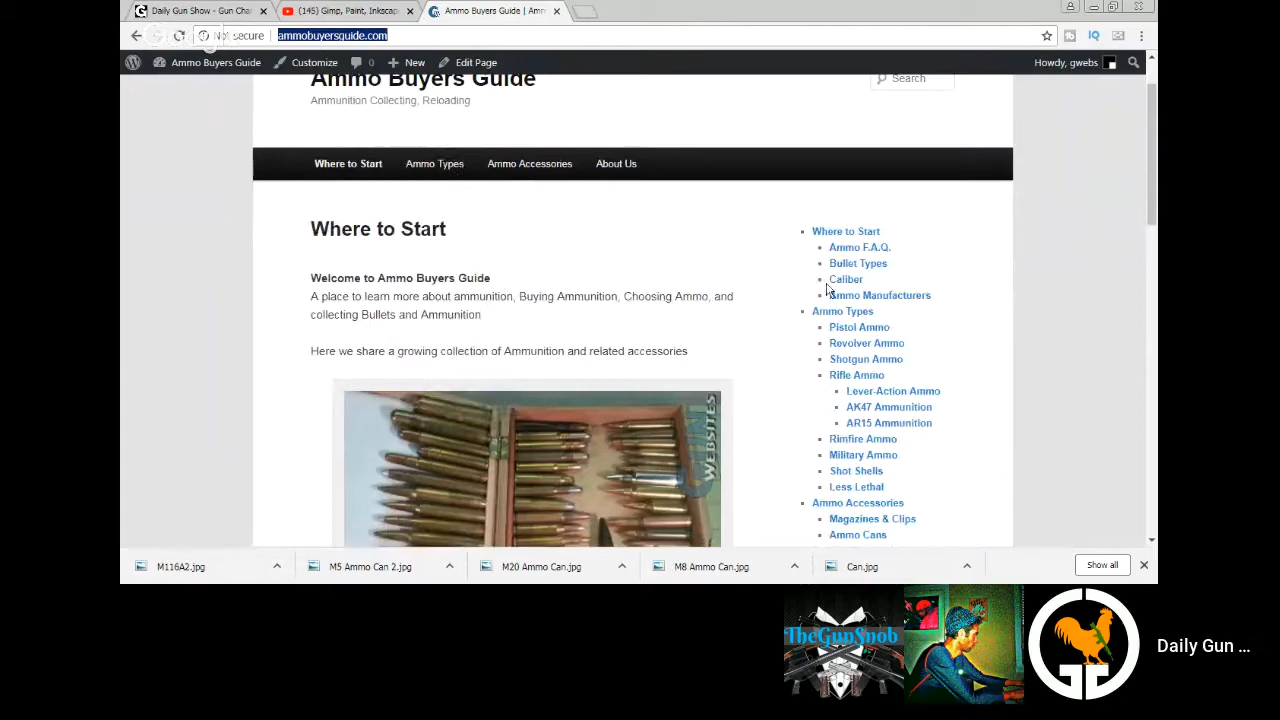 Daily Gun Show - Gun Cha
(145) Gimp, Paint, Inkscap
Ammo Buyers Guide | Amm
Not secure
ammobuyersguide.com
Ammo Buyers Guide
Customize
0
New
Edit Page
Howdy, gwebs
Ammo Buyers Guide
Ammunition Collecting, Reloading
Search
Where to Start
Ammo Types
Ammo Accessories
About Us
Where to Start
Welcome to Ammo Buyers Guide
A place to learn more about ammunition, Buying Ammunition, Choosing Ammo, and
collecting Bullets and Ammunition
Here we share a growing collection of Ammunition and related accessories
WEBSITES
Where to Start
Ammo F.A.Q.
Bullet Types
Caliber
Ammo Manufacturers
Ammo Types
Pistol Ammo
Revolver Ammo
Shotgun Ammo
Rifle Ammo
Lever-Action Ammo
AK47 Ammunition
AR15 Ammunition
Rimfire Ammo
Military Ammo
Shot Shells
Less Lethal
Ammo Accessories
Magazines & Clips
Ammo Cans
M116A2.jpg
M5 Ammo Can 2.jpg
M20 Ammo Can.jpg
M8 Ammo Can.jpg
Can.jpg
Show all
TheGunSnob
Daily Gun ...